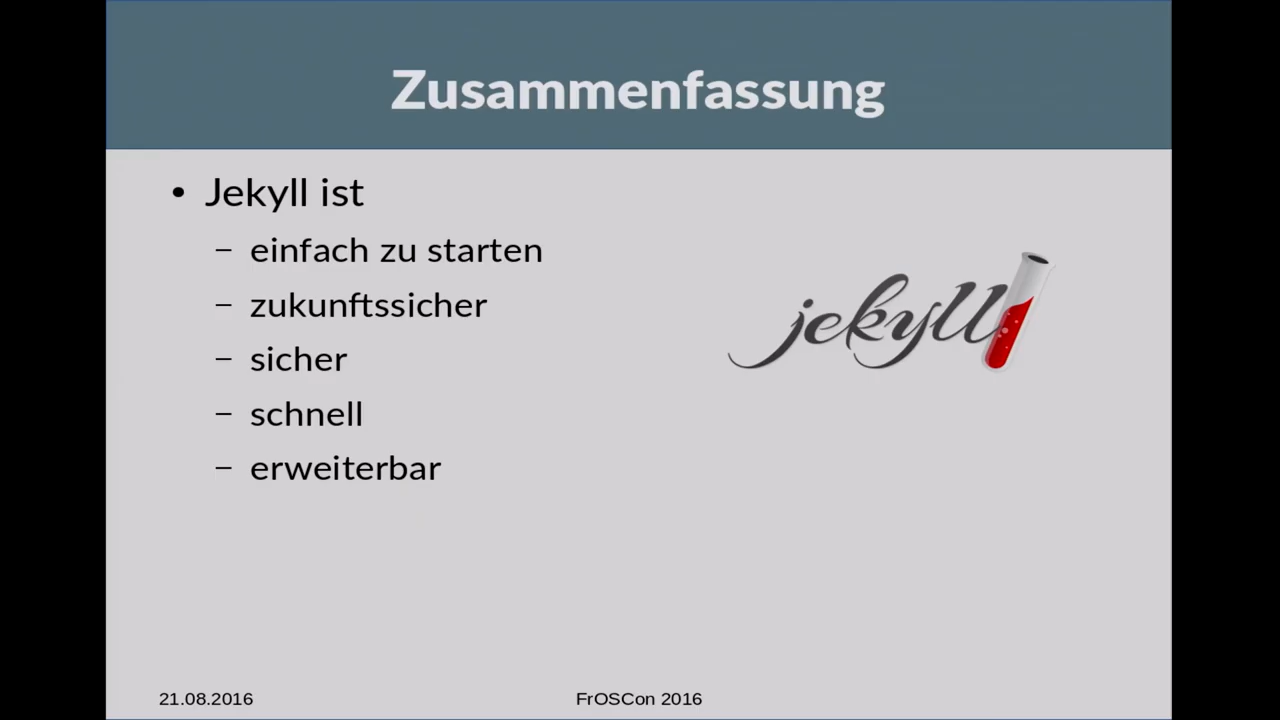 Zusammenfassung
• Jekyll ist
– einfach zu starten
– zukunftssicher
– sicher
– schnell
– erweiterbar
jekyll
21.08.2016
FrOSCon 2016